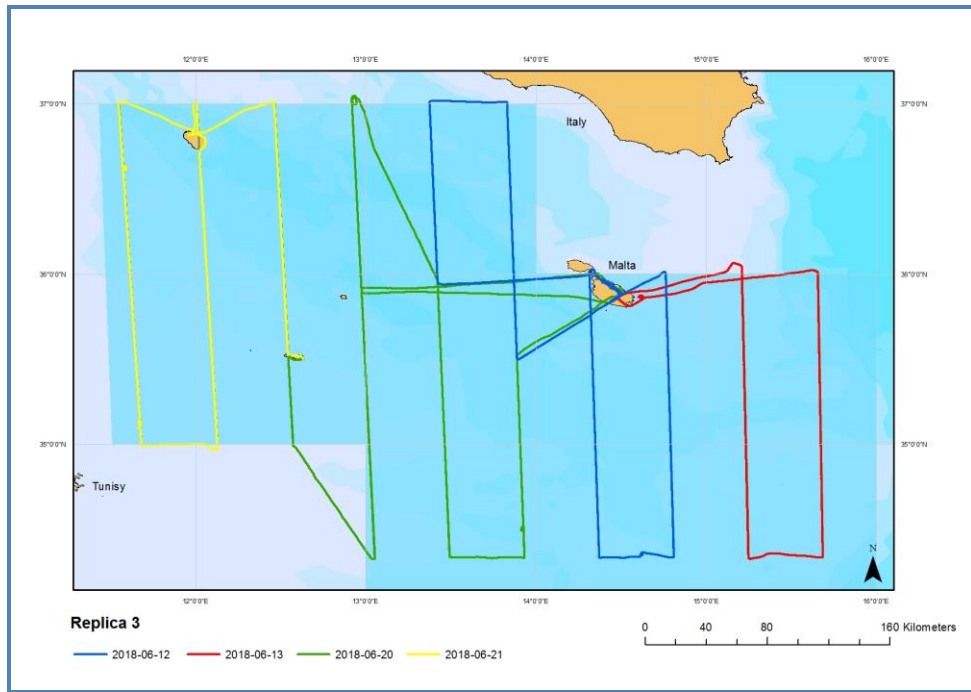 12°0'0"E 13°0'0"E 14°0'0"E 15°0'0"E 16°0'0"E
37°0'0"N 37°0'0"N
Italy
Malta
36°0'0"N 36°0'0"N
35°0'0"N 35°0'0"N
Tunisy
N
12°0'0"E 13°0'0"E 14°0'0"E 15°0'0"E 16°0'0"E
Replica 3
0 40 80 160 Kilometers
2018-06-12 2018-06-13 2018-06-20 2018-06-21